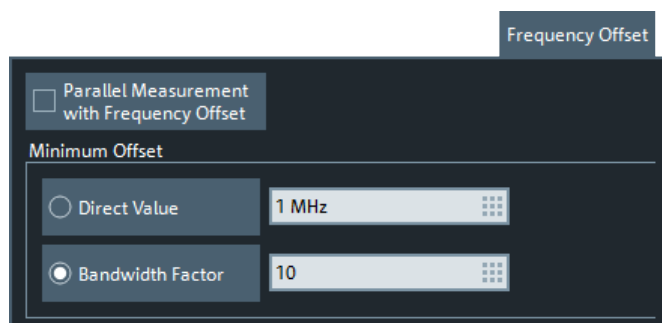 Frequency Offset
Parallel Measurement
with Frequency Offset
Minimum Offset
Direct Value
1 MHz
Bandwidth Factor
10